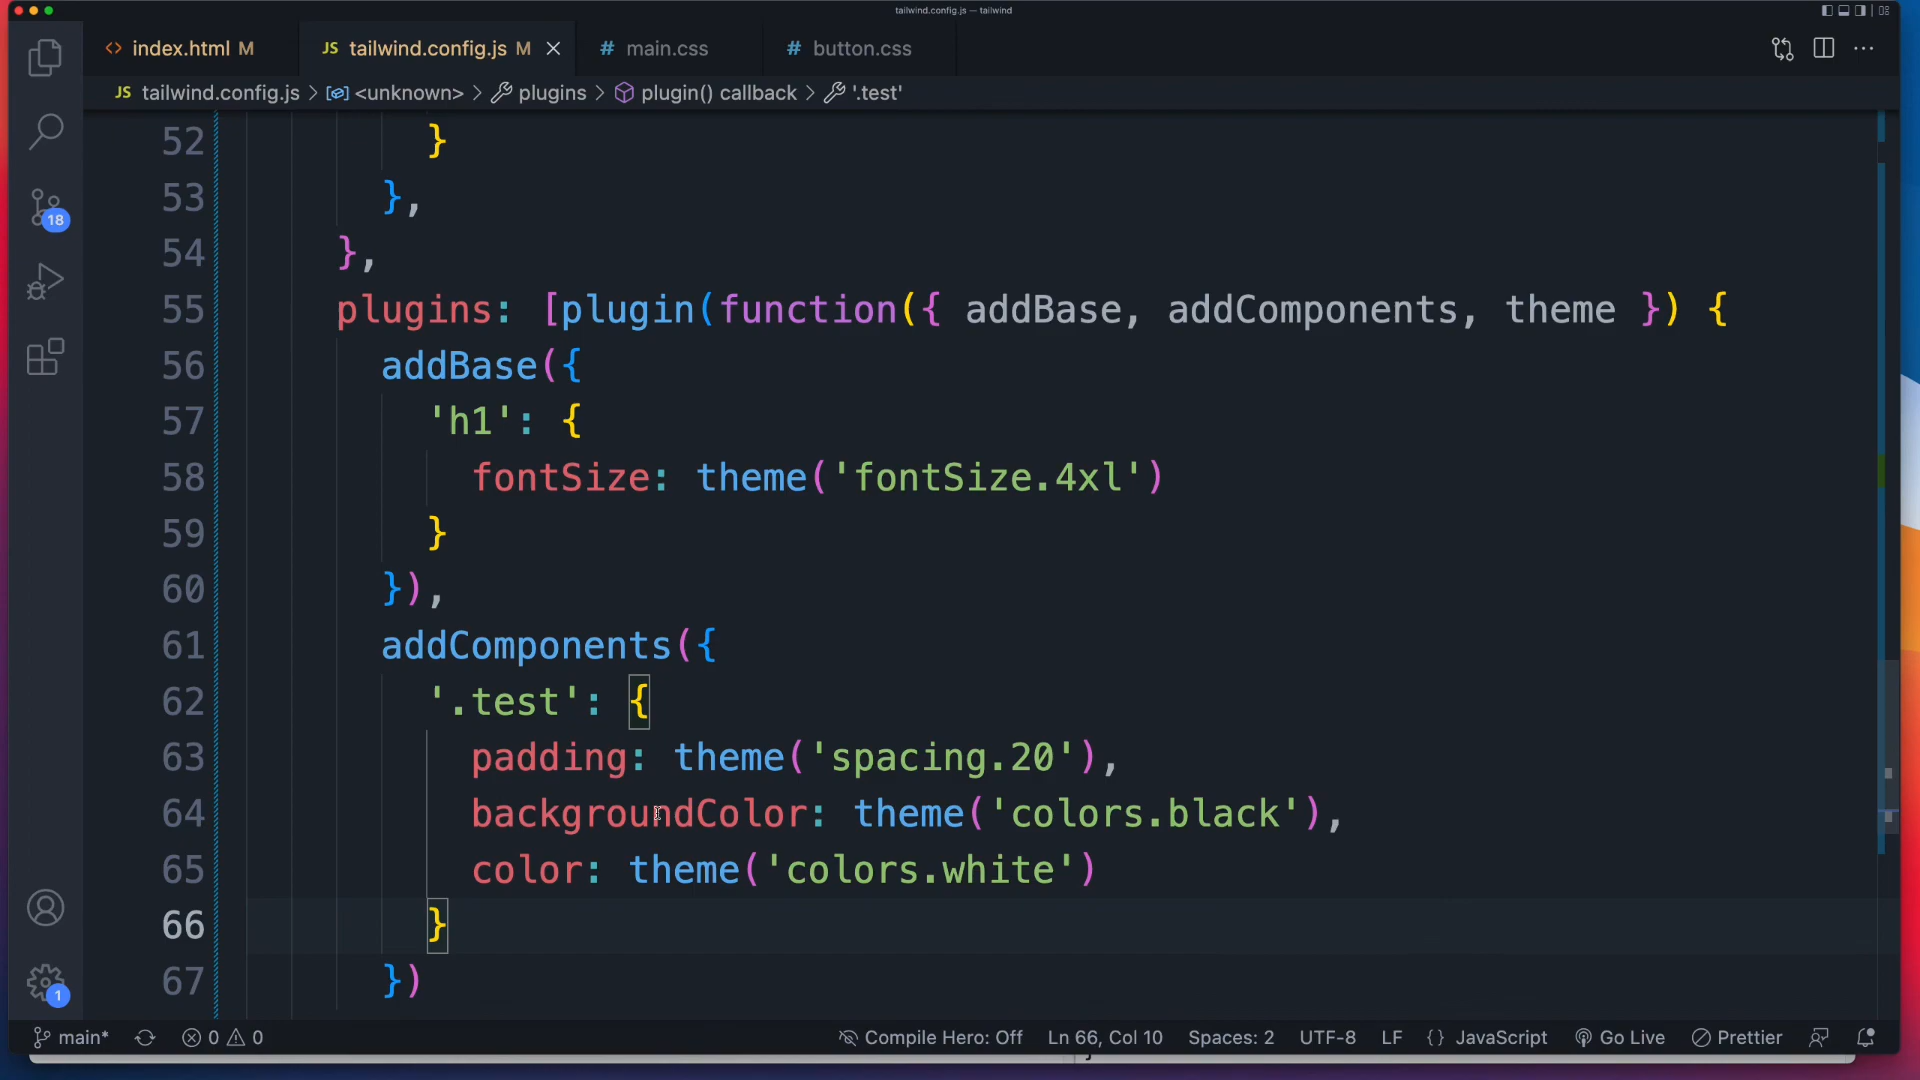 tailwind.config.js — tailwind
<> index.html M
JS tailwind.config.js M
# main.css
# button.css
JS tailwind.config.js > <unknown> > plugins > plugin() callback > '.test'
52 }
53 },
54 },
55 plugins: [plugin(function({ addBase, addComponents, theme }) {
56 addBase({
57 'h1': {
58 fontSize: theme('fontSize.4xl')
59 }
60 }),
61 addComponents({
62 '.test': {
63 padding: theme('spacing.20'),
64 backgroundColor: theme('colors.black'),
65 color: theme('colors.white')
66 }
67 })
18
1
main* 0 0 Compile Hero: Off Ln 66, Col 10 Spaces: 2 UTF-8 LF {} JavaScript Go Live Prettier